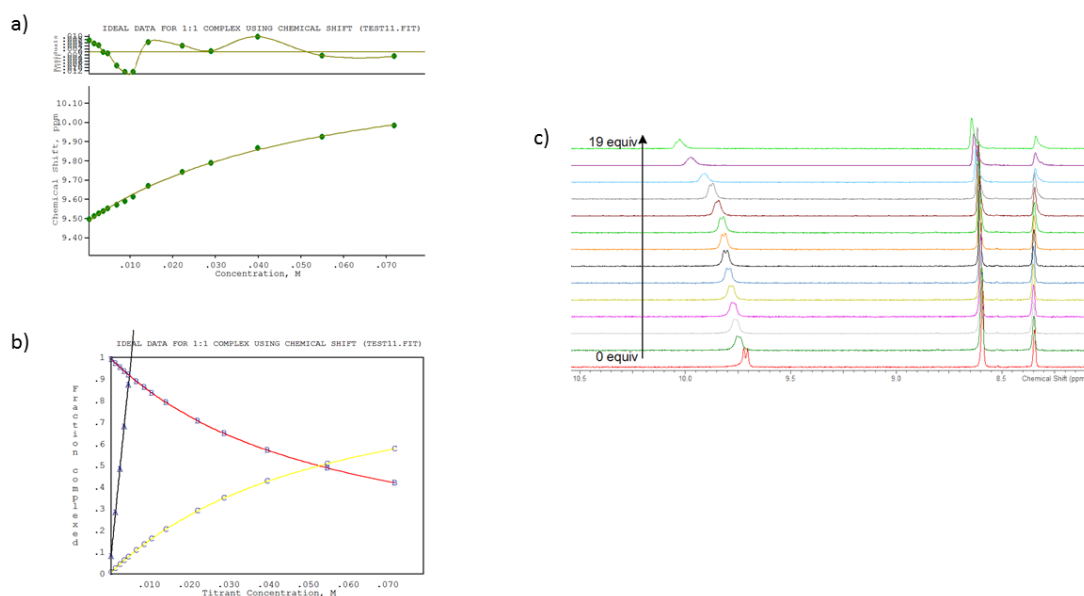 a)
IDEAL DATA FOR 1:1 COMPLEX USING CHEMICAL SHIFT (TEST11.FIT)
.010
.012
10.10
10.00
9.90
9.80
9.70
9.60
9.50
9.40
Chemical Shift, ppm
.010 .020 .030 .040 .050 .060 .070
Concentration, M
b)
IDEAL DATA FOR 1:1 COMPLEX USING CHEMICAL SHIFT (TEST11.FIT)
1
.9
.8
.7
.6
.5
.4
.3
.2
.1
0
Fraction complexed
A
B
C
.010 .020 .030 .040 .050 .060 .070
Titrant Concentration, M
c)
19 equiv
0 equiv
10.5 10.0 9.5 9.0 8.5
Chemical Shift (ppm